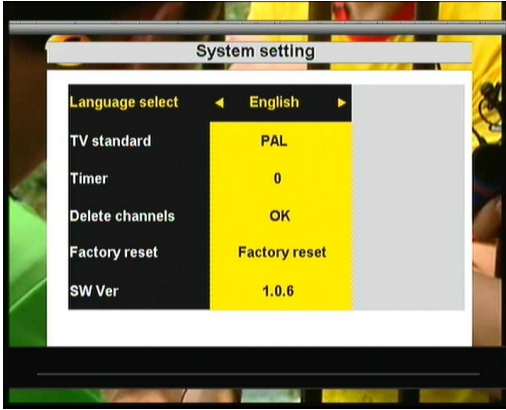 System setting
Language select English
TV standard PAL
Timer 0
Delete channels OK
Factory reset Factory reset
SW Ver 1.0.6